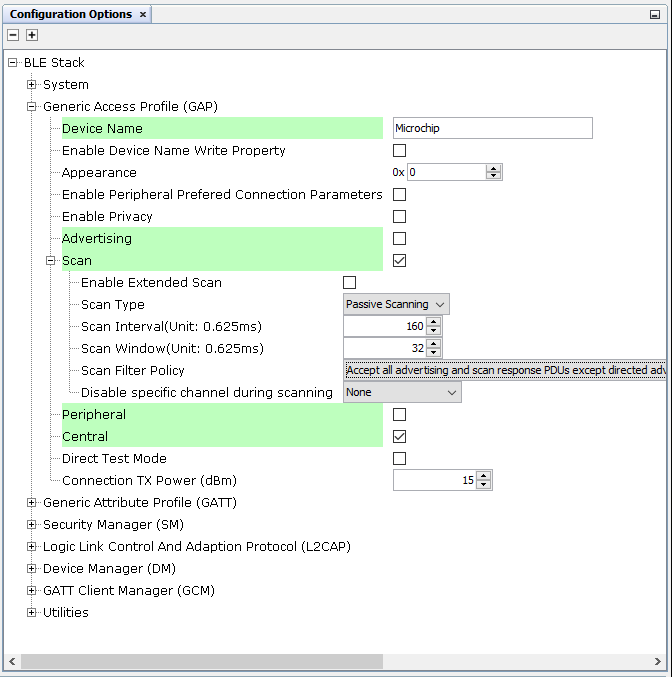 Configuration Options
BLE Stack
System
Generic Access Profile (GAP)
Device Name Microchip
Enable Device Name Write Property
Appearance 0x 0
Enable Peripheral Prefered Connection Parameters
Enable Privacy
Advertising
Scan
Enable Extended Scan
Scan Type Passive Scanning
Scan Interval(Unit: 0.625ms) 160
Scan Window(Unit: 0.625ms) 32
Scan Filter Policy Accept all advertising and scan response PDUs except directed adv
Disable specific channel during scanning None
Peripheral
Central
Direct Test Mode
Connection TX Power (dBm) 15
Generic Attribute Profile (GATT)
Security Manager (SM)
Logic Link Control And Adaption Protocol (L2CAP)
Device Manager (DM)
GATT Client Manager (GCM)
Utilities